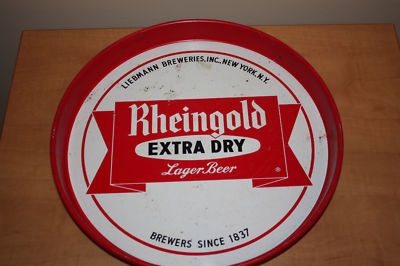 LIEBMANN BREWERIES, INC., NEW YORK, N.Y.
Rheingold
EXTRA DRY
Lager Beer
®
BREWERS SINCE 1837